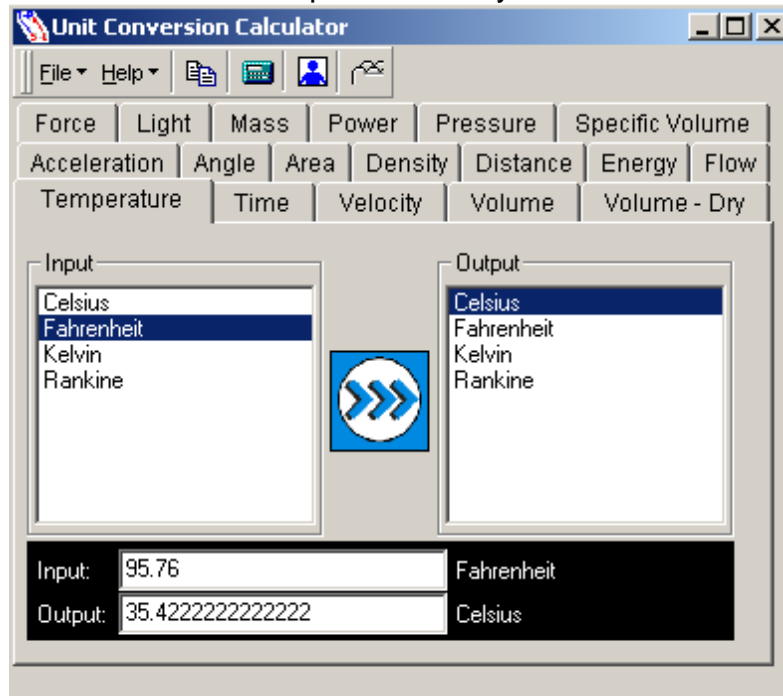 Unit Conversion Calculator
File Help
Force Light Mass Power Pressure Specific Volume
Acceleration Angle Area Density Distance Energy Flow
Temperature Time Velocity Volume Volume - Dry
Input
Celsius
Fahrenheit
Kelvin
Rankine
Output
Celsius
Fahrenheit
Kelvin
Rankine
Input: 95.76 Fahrenheit
Output: 35.4222222222222 Celsius